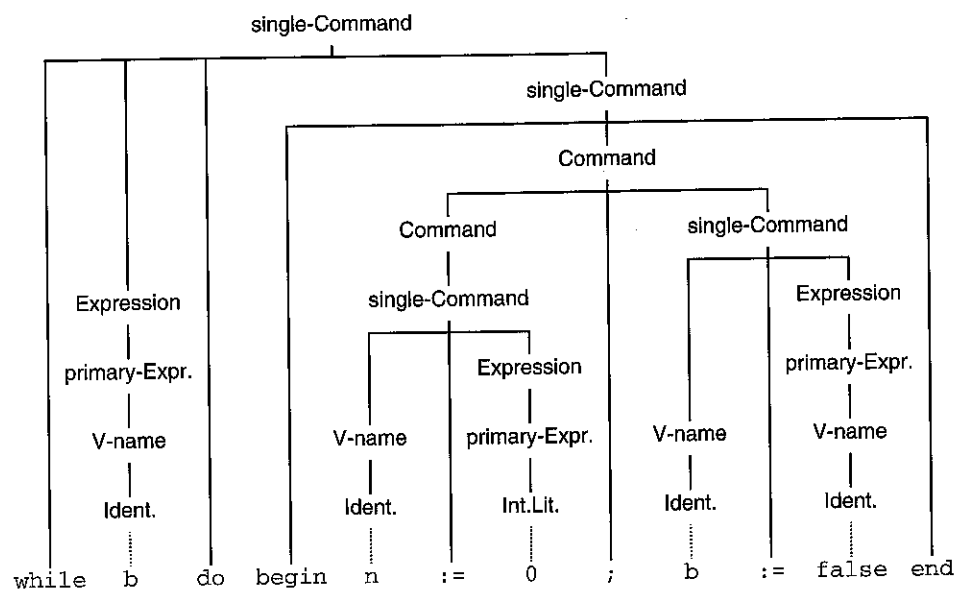 single-Command
single-Command
Command
Command single-Command
single-Command
Expression Expression
primary-Expr. Expression primary-Expr.
V-name V-name primary-Expr. V-name V-name
Ident. Ident. Int.Lit. Ident. Ident.
while b do begin n := 0 ; b := false end